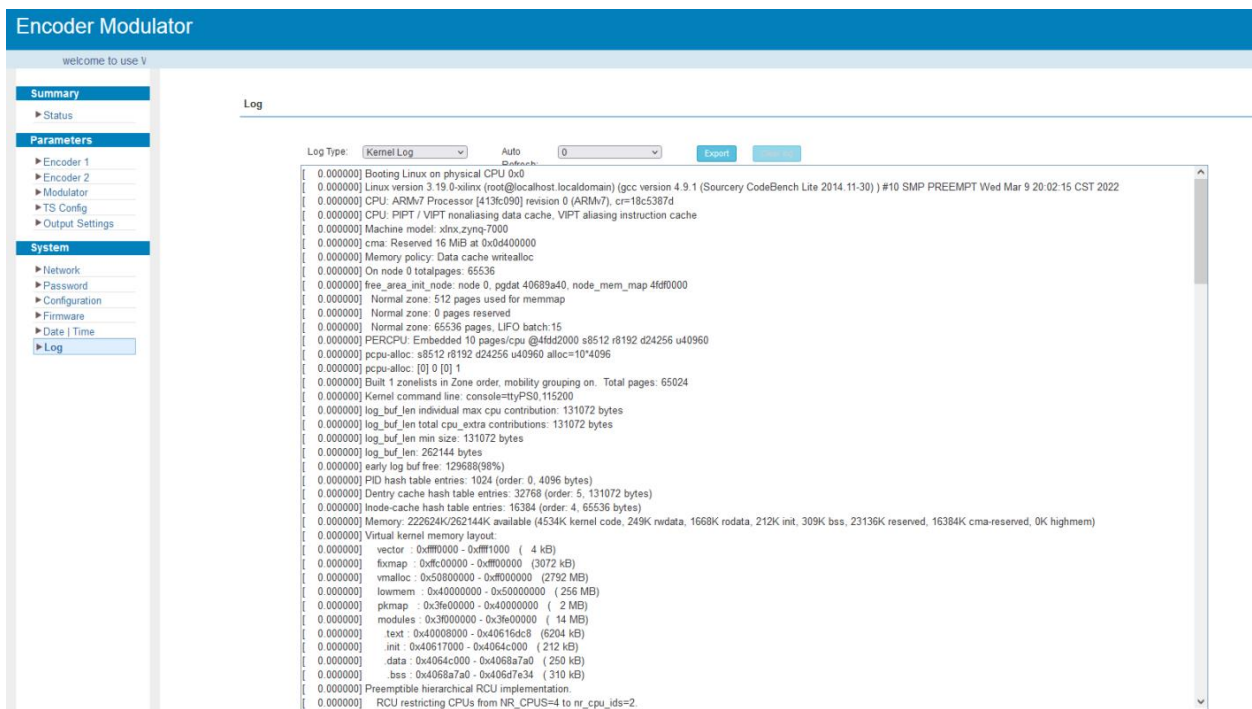 Encoder Modulator
welcome to use
Summary
Status
Parameters
Encoder 1
Encoder 2
Modulator
TS Config
Output Settings
System
Network
Password
Configuration
Firmware
Date | Time
Log
Log
Log Type: Kernel Log Auto Refresh: 0 Export
[ 0.000000] Booting Linux on physical CPU 0x0
[ 0.000000] Linux version 3.19.0-xilinx (root@localhost.localdomain) (gcc version 4.9.1 (Sourcery CodeBench Lite 2014.11-30) ) #10 SMP PREEMPT Wed Mar 9 20:02:15 CST 2022
[ 0.000000] CPU: ARMv7 Processor [413fc090] revision 0 (ARMv7), cr=18c5387d
[ 0.000000] CPU: PIPT / VIPT nonaliasing data cache, VIPT aliasing instruction cache
[ 0.000000] Machine model: xlnx,zynq-7000
[ 0.000000] cma: Reserved 16 MiB at 0x0d400000
[ 0.000000] Memory policy: Data cache writealloc
[ 0.000000] On node 0 totalpages: 65536
[ 0.000000] free_area_init_node: node 0, pgdat 40689a40, node_mem_map 4fdf0000
[ 0.000000] Normal zone: 512 pages used for memmap
[ 0.000000] Normal zone: 0 pages reserved
[ 0.000000] Normal zone: 65536 pages, LIFO batch:15
[ 0.000000] PERCPU: Embedded 10 pages/cpu @4fdd2000 s8512 r8192 d24256 u40960
[ 0.000000] pcpu-alloc: s8512 r8192 d24256 u40960 alloc=10*4096
[ 0.000000] pcpu-alloc: [0] 0 [0] 1
[ 0.000000] Built 1 zonelists in Zone order, mobility grouping on. Total pages: 65024
[ 0.000000] Kernel command line: console=ttyPS0,115200
[ 0.000000] log_buf_len individual max cpu contribution: 131072 bytes
[ 0.000000] log_buf_len total cpu_extra contributions: 131072 bytes
[ 0.000000] log_buf_len min size: 131072 bytes
[ 0.000000] log_buf_len: 262144 bytes
[ 0.000000] early log buf free: 129688(98%)
[ 0.000000] PID hash table entries: 1024 (order: 0, 4096 bytes)
[ 0.000000] Dentry cache hash table entries: 32768 (order: 5, 131072 bytes)
[ 0.000000] Inode-cache hash table entries: 16384 (order: 4, 65536 bytes)
[ 0.000000] Memory: 222624K/262144K available (4534K kernel code, 249K rwdata, 1668K rodata, 212K init, 309K bss, 23136K reserved, 16384K cma-reserved, 0K highmem)
[ 0.000000] Virtual kernel memory layout:
[ 0.000000] vector : 0xffff0000 - 0xffff1000 ( 4 kB)
[ 0.000000] fixmap : 0xffc00000 - 0xfff00000 (3072 kB)
[ 0.000000] vmalloc : 0x50800000 - 0xff000000 (2792 MB)
[ 0.000000] lowmem : 0x40000000 - 0x50000000 ( 256 MB)
[ 0.000000] pkmap : 0x3fe00000 - 0x40000000 ( 2 MB)
[ 0.000000] modules : 0x3f000000 - 0x3fe00000 ( 14 MB)
[ 0.000000] .text : 0x40008000 - 0x40616dc8 (6204 kB)
[ 0.000000] .init : 0x40617000 - 0x4064c000 ( 212 kB)
[ 0.000000] .data : 0x4064c000 - 0x4068a7a0 ( 250 kB)
[ 0.000000] .bss : 0x4068a7a0 - 0x406d7e34 ( 310 kB)
[ 0.000000] Preemptible hierarchical RCU implementation.
[ 0.000000] RCU restricting CPUs from NR_CPUS=4 to nr_cpu_ids=2.